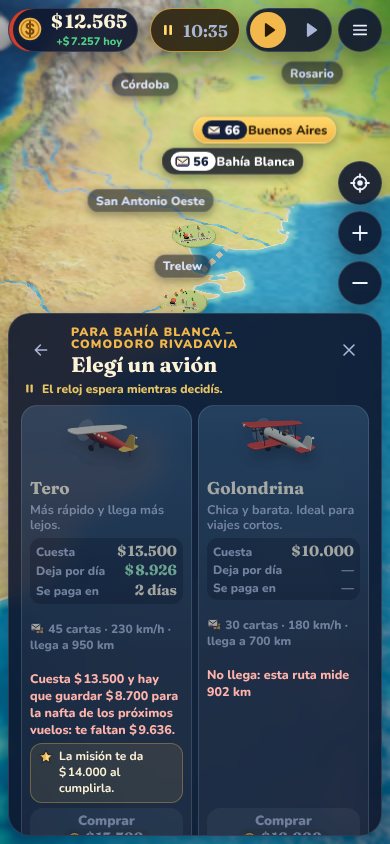 $12.565
+$7.257 hoy
10:35
Córdoba
Rosario
66 Buenos Aires
56 Bahía Blanca
San Antonio Oeste
Trelew
PARA BAHÍA BLANCA –
COMODORO RIVADAVIA
Elegí un avión
El reloj espera mientras decidís.
Tero
Más rápido y llega más
lejos.
Cuesta $13.500
Deja por día $8.926
Se paga en 2 días
45 cartas · 230 km/h ·
llega a 950 km
Cuesta $13.500 y hay
que guardar $8.700 para
la nafta de los próximos
vuelos: te faltan $9.636.
La misión te da
$14.000 al
cumplirla.
Comprar
Golondrina
Chica y barata. Ideal para
viajes cortos.
Cuesta $10.000
Deja por día —
Se paga en —
30 cartas · 180 km/h ·
llega a 700 km
No llega: esta ruta mide
902 km
Comprar